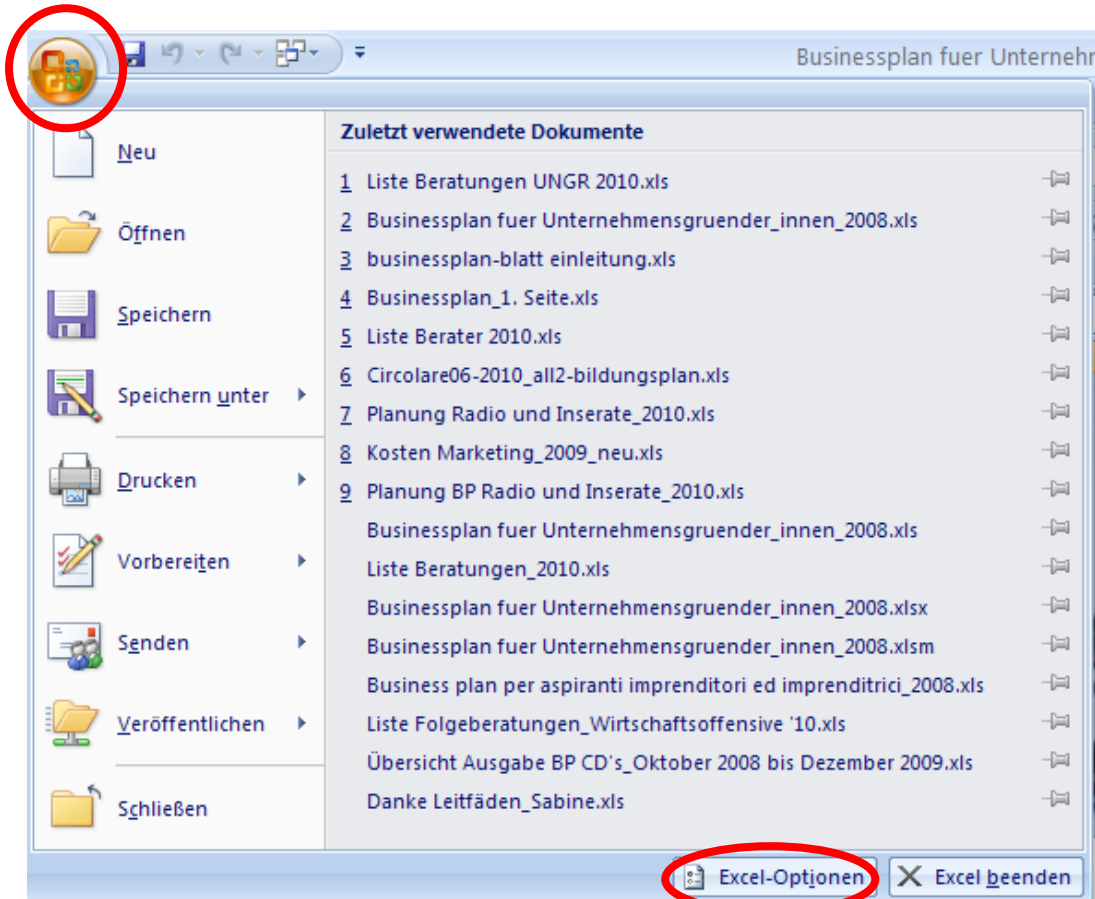 Businessplan fuer Unternehr
Neu
Öffnen
Speichern
Speichern unter
Drucken
Vorbereiten
Senden
Veröffentlichen
Schließen
Zuletzt verwendete Dokumente
1 Liste Beratungen UNGR 2010.xls
2 Businessplan fuer Unternehmensgruender_innen_2008.xls
3 businessplan-blatt einleitung.xls
4 Businessplan_1. Seite.xls
5 Liste Berater 2010.xls
6 Circolare06-2010_all2-bildungsplan.xls
7 Planung Radio und Inserate_2010.xls
8 Kosten Marketing_2009_neu.xls
9 Planung BP Radio und Inserate_2010.xls
Businessplan fuer Unternehmensgruender_innen_2008.xls
Liste Beratungen_2010.xls
Businessplan fuer Unternehmensgruender_innen_2008.xlsx
Businessplan fuer Unternehmensgruender_innen_2008.xlsm
Business plan per aspiranti imprenditori ed imprenditrici_2008.xls
Liste Folgeberatungen_Wirtschaftsoffensive '10.xls
Übersicht Ausgabe BP CD's_Oktober 2008 bis Dezember 2009.xls
Danke Leitfäden_Sabine.xls
Excel-Optionen
Excel beenden